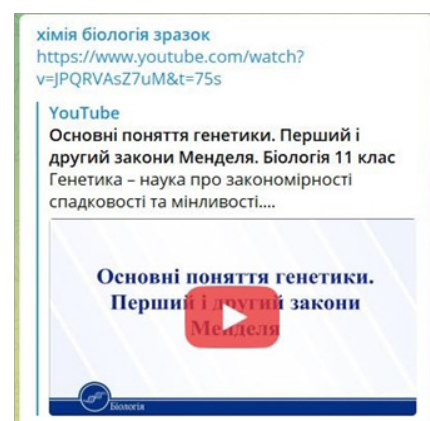 хімія біологія зразок
https://www.youtube.com/watch?
v=JPQRVAsZ7uM&t=75s
YouTube
Основні поняття генетики. Перший і
другий закони Менделя. Біологія 11 клас
Генетика – наука про закономірності
спадковості та мінливості....
Основні поняття генетики.
Перший і другий закони
Менделя
Біологія